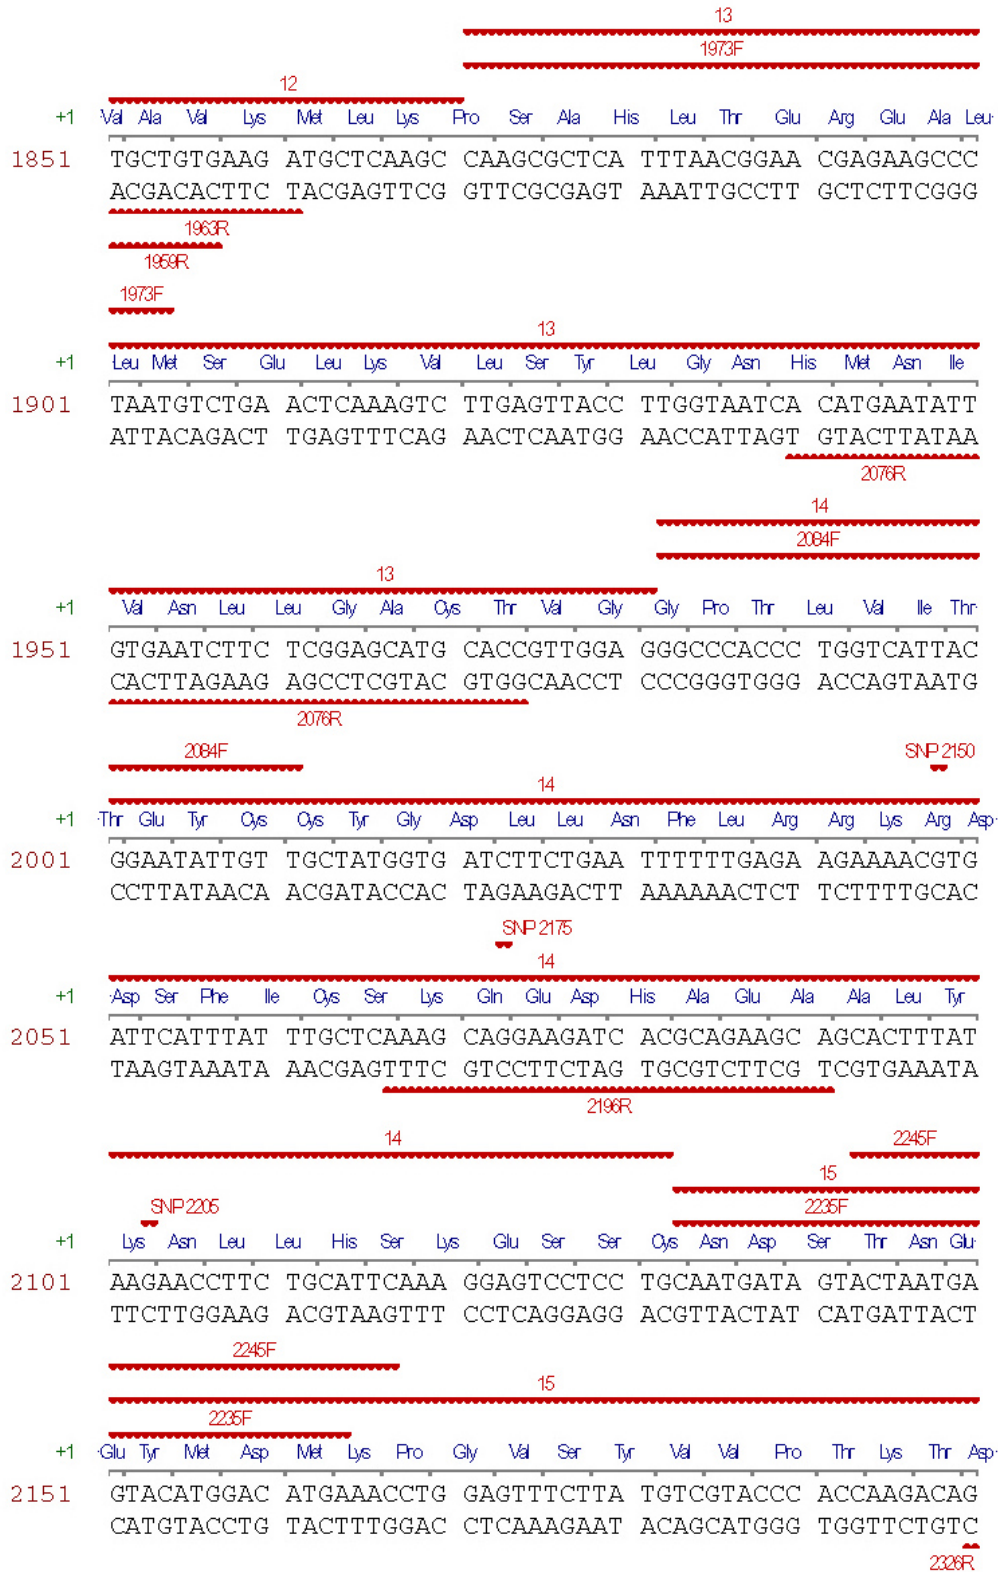 13
1973F
12
+1 Val Ala Val Lys Met Leu Lys Pro Ser Ala His Leu Thr Glu Arg Glu Ala Leu·
1851 TGCTGTGAAG ATGCTCAAGC CAAGCGCTCA TTTAACGGAA CGAGAAGCCC
ACGACACTTC TACGAGTTCG GTTCGCGAGT AAATTGCCTT GCTCTTCGGG
1963R
1959R
1973F
13
+1 ·Leu Met Ser Glu Leu Lys Val Leu Ser Tyr Leu Gly Asn His Met Asn Ile
1901 TAATGTCTGA ACTCAAAGTC TTGAGTTACC TTGGTAATCA CATGAATATT
ATTACAGACT TGAGTTTCAG AACTCAATGG AACCATTAGT GTACTTATAA
2076R
14
2084F
13
+1 Val Asn Leu Leu Gly Ala Cys Thr Val Gly Gly Pro Thr Leu Val Ile Thr·
1951 GTGAATCTTC TCGGAGCATG CACCGTTGGA GGGCCCACCC TGGTCATTAC
CACTTAGAAG AGCCTCGTAC GTGGCAACCT CCCGGGTGGG ACCAGTAATG
2076R
2084F SNP 2150
14
+1 ·Thr Glu Tyr Cys Cys Tyr Gly Asp Leu Leu Asn Phe Leu Arg Arg Lys Arg Asp·
2001 GGAATATTGT TGCTATGGTG ATCTTCTGAA TTTTTTGAGA AGAAAACGTG
CCTTATAACA ACGATACCAC TAGAAGACTT AAAAAACTCT TCTTTTGCAC
SNP 2175
14
+1 ·Asp Ser Phe Ile Cys Ser Lys Gln Glu Asp His Ala Glu Ala Ala Leu Tyr
2051 ATTCATTTAT TTGCTCAAAG CAGGAAGATC ACGCAGAAGC AGCACTTTAT
TAAGTAAATA AACGAGTTTC GTCCTTCTAG TGCGTCTTCG TCGTGAAATA
2196R
14 2245F
15
SNP 2205 2235F
+1 Lys Asn Leu Leu His Ser Lys Glu Ser Ser Cys Asn Asp Ser Thr Asn Glu·
2101 AAGAACCTTC TGCATTCAAA GGAGTCCTCC TGCAATGATA GTACTAATGA
TTCTTGGAAG ACGTAAGTTT CCTCAGGAGG ACGTTACTAT CATGATTACT
2245F
15
2235F
+1 ·Glu Tyr Met Asp Met Lys Pro Gly Val Ser Tyr Val Val Pro Thr Lys Thr Asp·
2151 GTACATGGAC ATGAAACCTG GAGTTTCTTA TGTCGTACCC ACCAAGACAG
CATGTACCTG TACTTTGGAC CTCAAAGAAT ACAGCATGGG TGGTTCTGTC
2326R